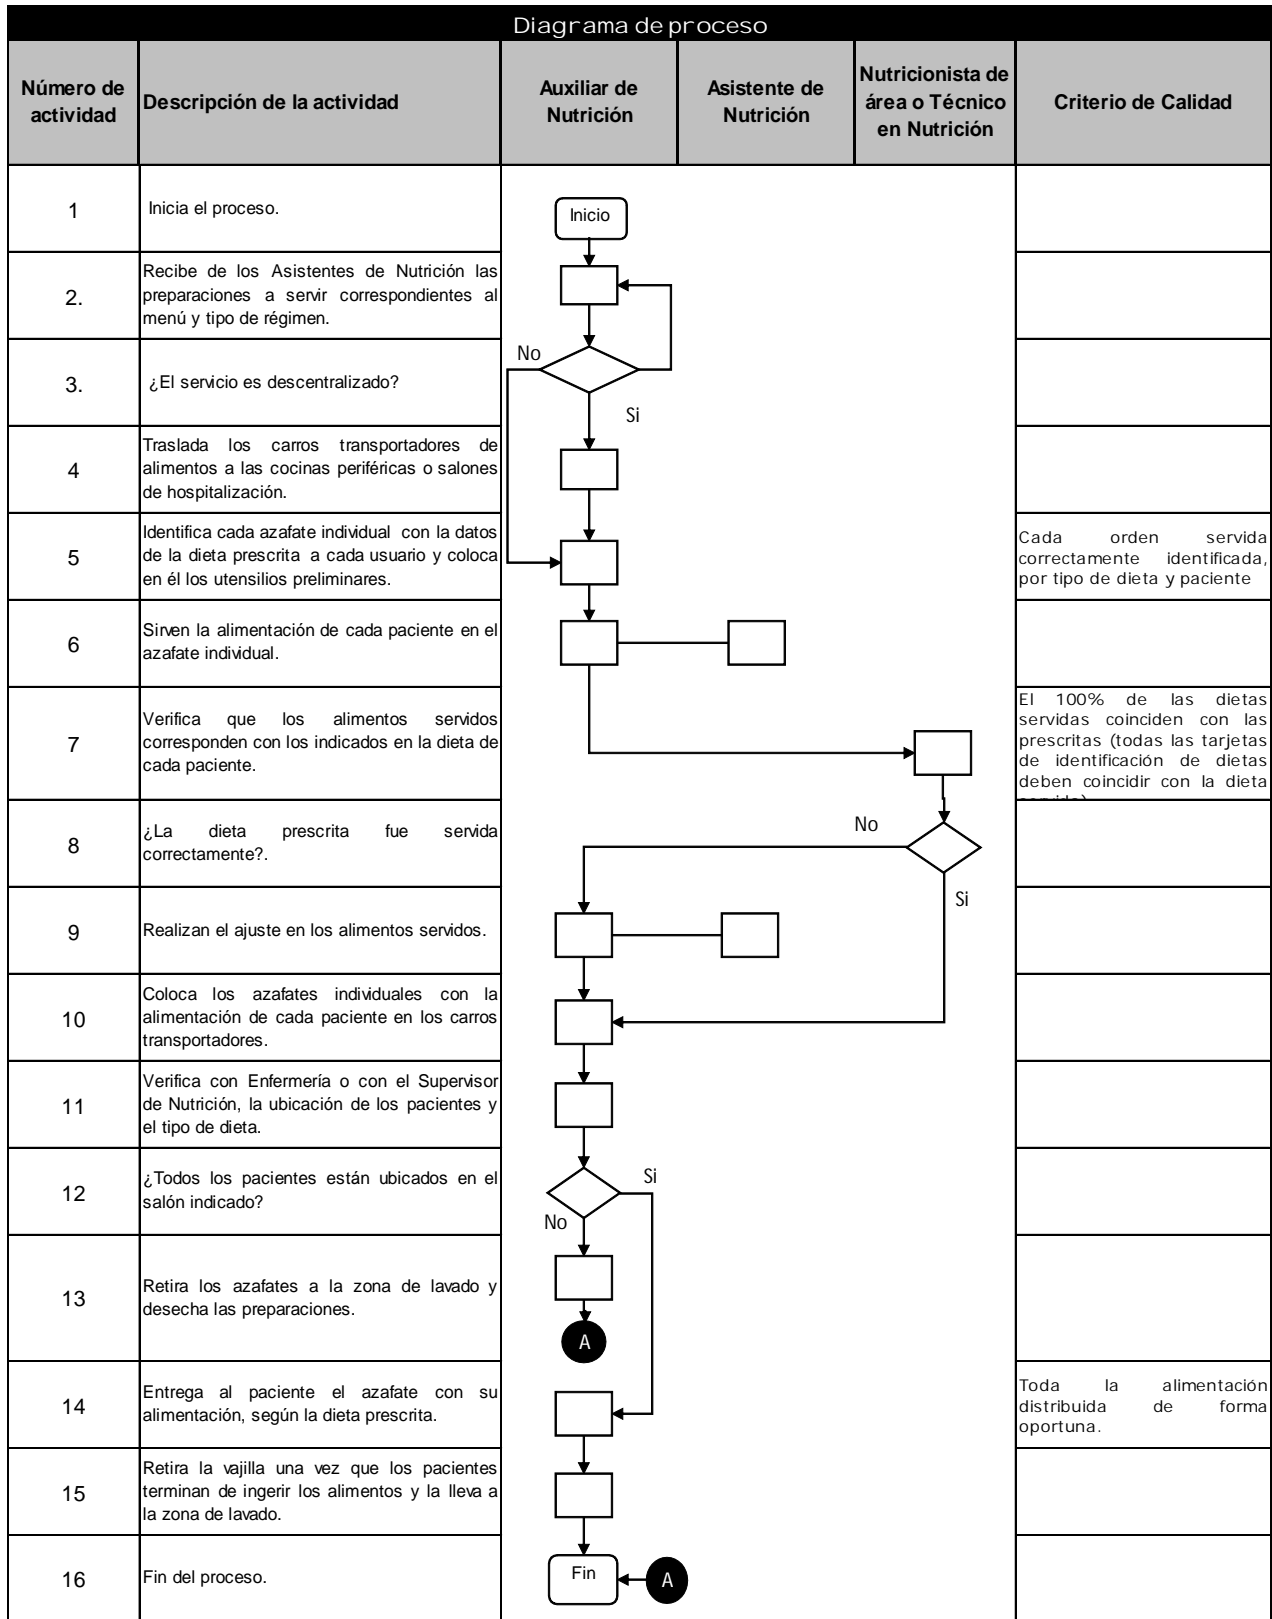 Diagrama de proceso
Número de
actividad
Descripción de la actividad
Auxiliar de
Nutrición
Asistente de
Nutrición
Nutricionista de
área o Técnico
en Nutrición
Criterio de Calidad
1
Inicia el proceso.
Inicio
2.
Recibe de los Asistentes de Nutrición las
preparaciones a servir correspondientes al
menú y tipo de régimen.
3.
¿El servicio es descentralizado?
No
Si
4
Traslada los carros transportadores de
alimentos a las cocinas periféricas o salones
de hospitalización.
5
Identifica cada azafate individual con la datos
de la dieta prescrita a cada usuario y coloca
en él los utensilios preliminares.
Cada orden servida
correctamente identificada,
por tipo de dieta y paciente
6
Sirven la alimentación de cada paciente en el
azafate individual.
7
Verifica que los alimentos servidos
corresponden con los indicados en la dieta de
cada paciente.
El 100% de las dietas
servidas coinciden con las
prescritas (todas las tarjetas
de identificación de dietas
deben coincidir con la dieta
8
¿La dieta prescrita fue servida
correctamente?.
No
Si
9
Realizan el ajuste en los alimentos servidos.
10
Coloca los azafates individuales con la
alimentación de cada paciente en los carros
transportadores.
11
Verifica con Enfermería o con el Supervisor
de Nutrición, la ubicación de los pacientes y
el tipo de dieta.
12
¿Todos los pacientes están ubicados en el
salón indicado?
Si
No
13
Retira los azafates a la zona de lavado y
desecha las preparaciones.
A
14
Entrega al paciente el azafate con su
alimentación, según la dieta prescrita.
Toda la alimentación
distribuida de forma
oportuna.
15
Retira la vajilla una vez que los pacientes
terminan de ingerir los alimentos y la lleva a
la zona de lavado.
16
Fin del proceso.
Fin
A